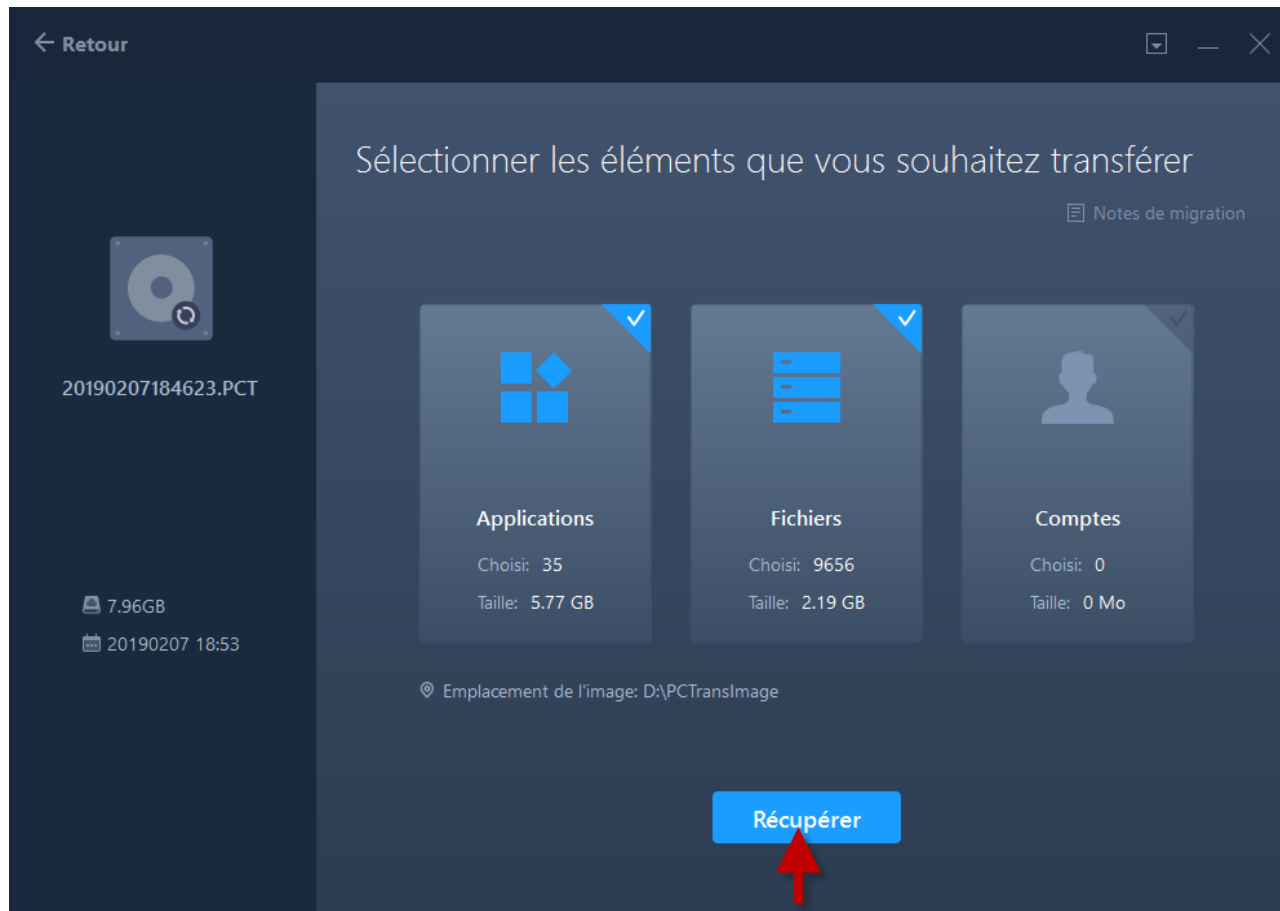 Retour
Sélectionner les éléments que vous souhaitez transférer
Notes de migration
20190207184623.PCT
7.96GB
20190207 18:53
Applications
Choisi: 35
Taille: 5.77 GB
Fichiers
Choisi: 9656
Taille: 2.19 GB
Comptes
Choisi: 0
Taille: 0 Mo
Emplacement de l'image: D:\PCTransImage
Récupérer